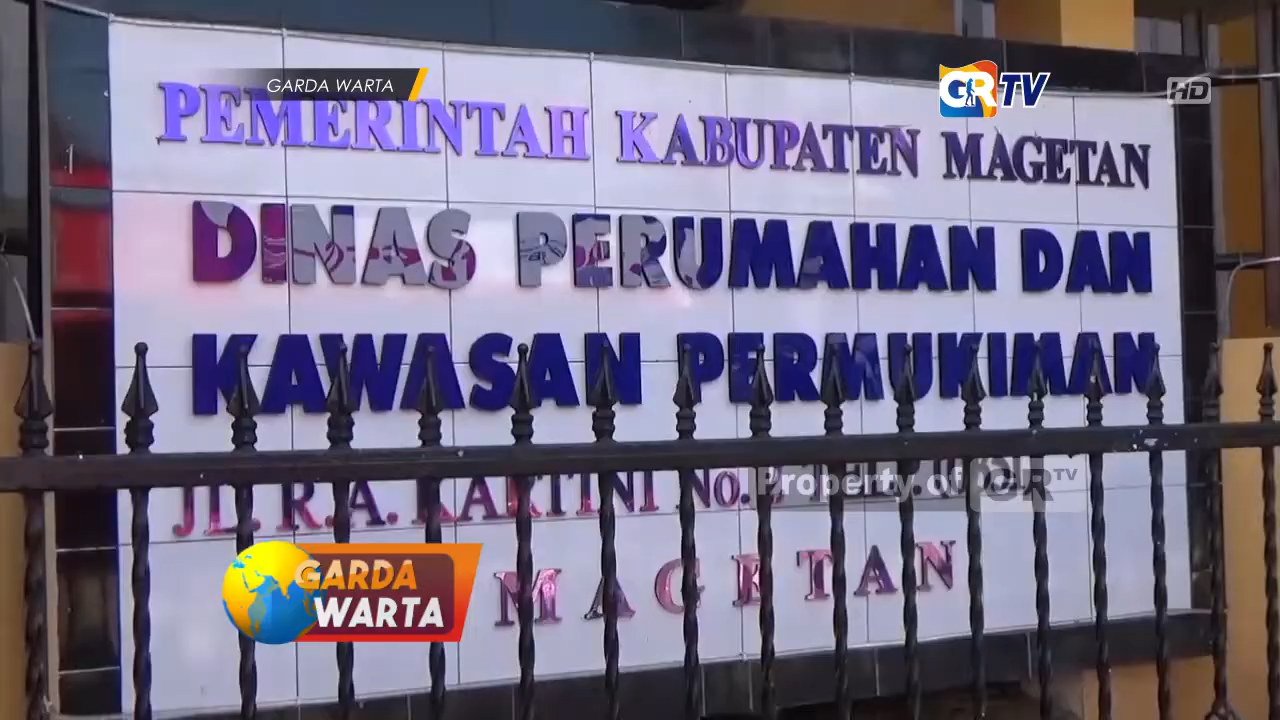 GARDA WARTA
GRTV
HD
PEMERINTAH KABUPATEN MAGETAN
DINAS PERUMAHAN DAN
KAWASAN PERMUKIMAN
JL. R.A. KARTINI No. 2
Property of GRTV
MAGETAN
GARDA
WARTA